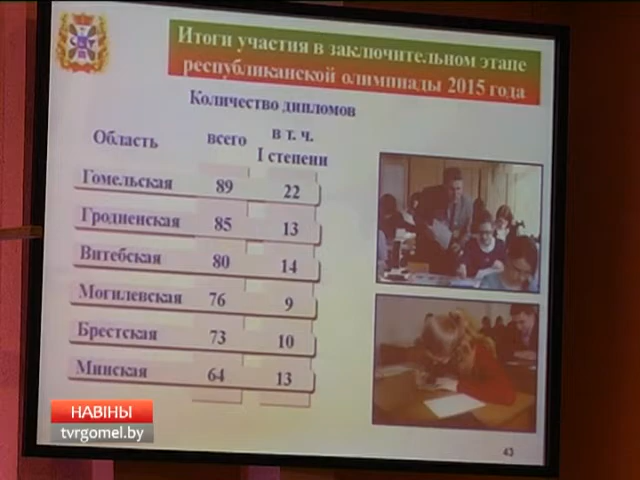 Итоги участия в заключительном этапе
республиканской олимпиады 2015 года
Количество дипломов
Область всего в т. ч.
I степени
Гомельская 89 22
Гродненская 85 13
Витебская 80 14
Могилевская 76 9
Брестская 73 10
Минская 64 13
НАВІНЫ
tvrgomel.by
43